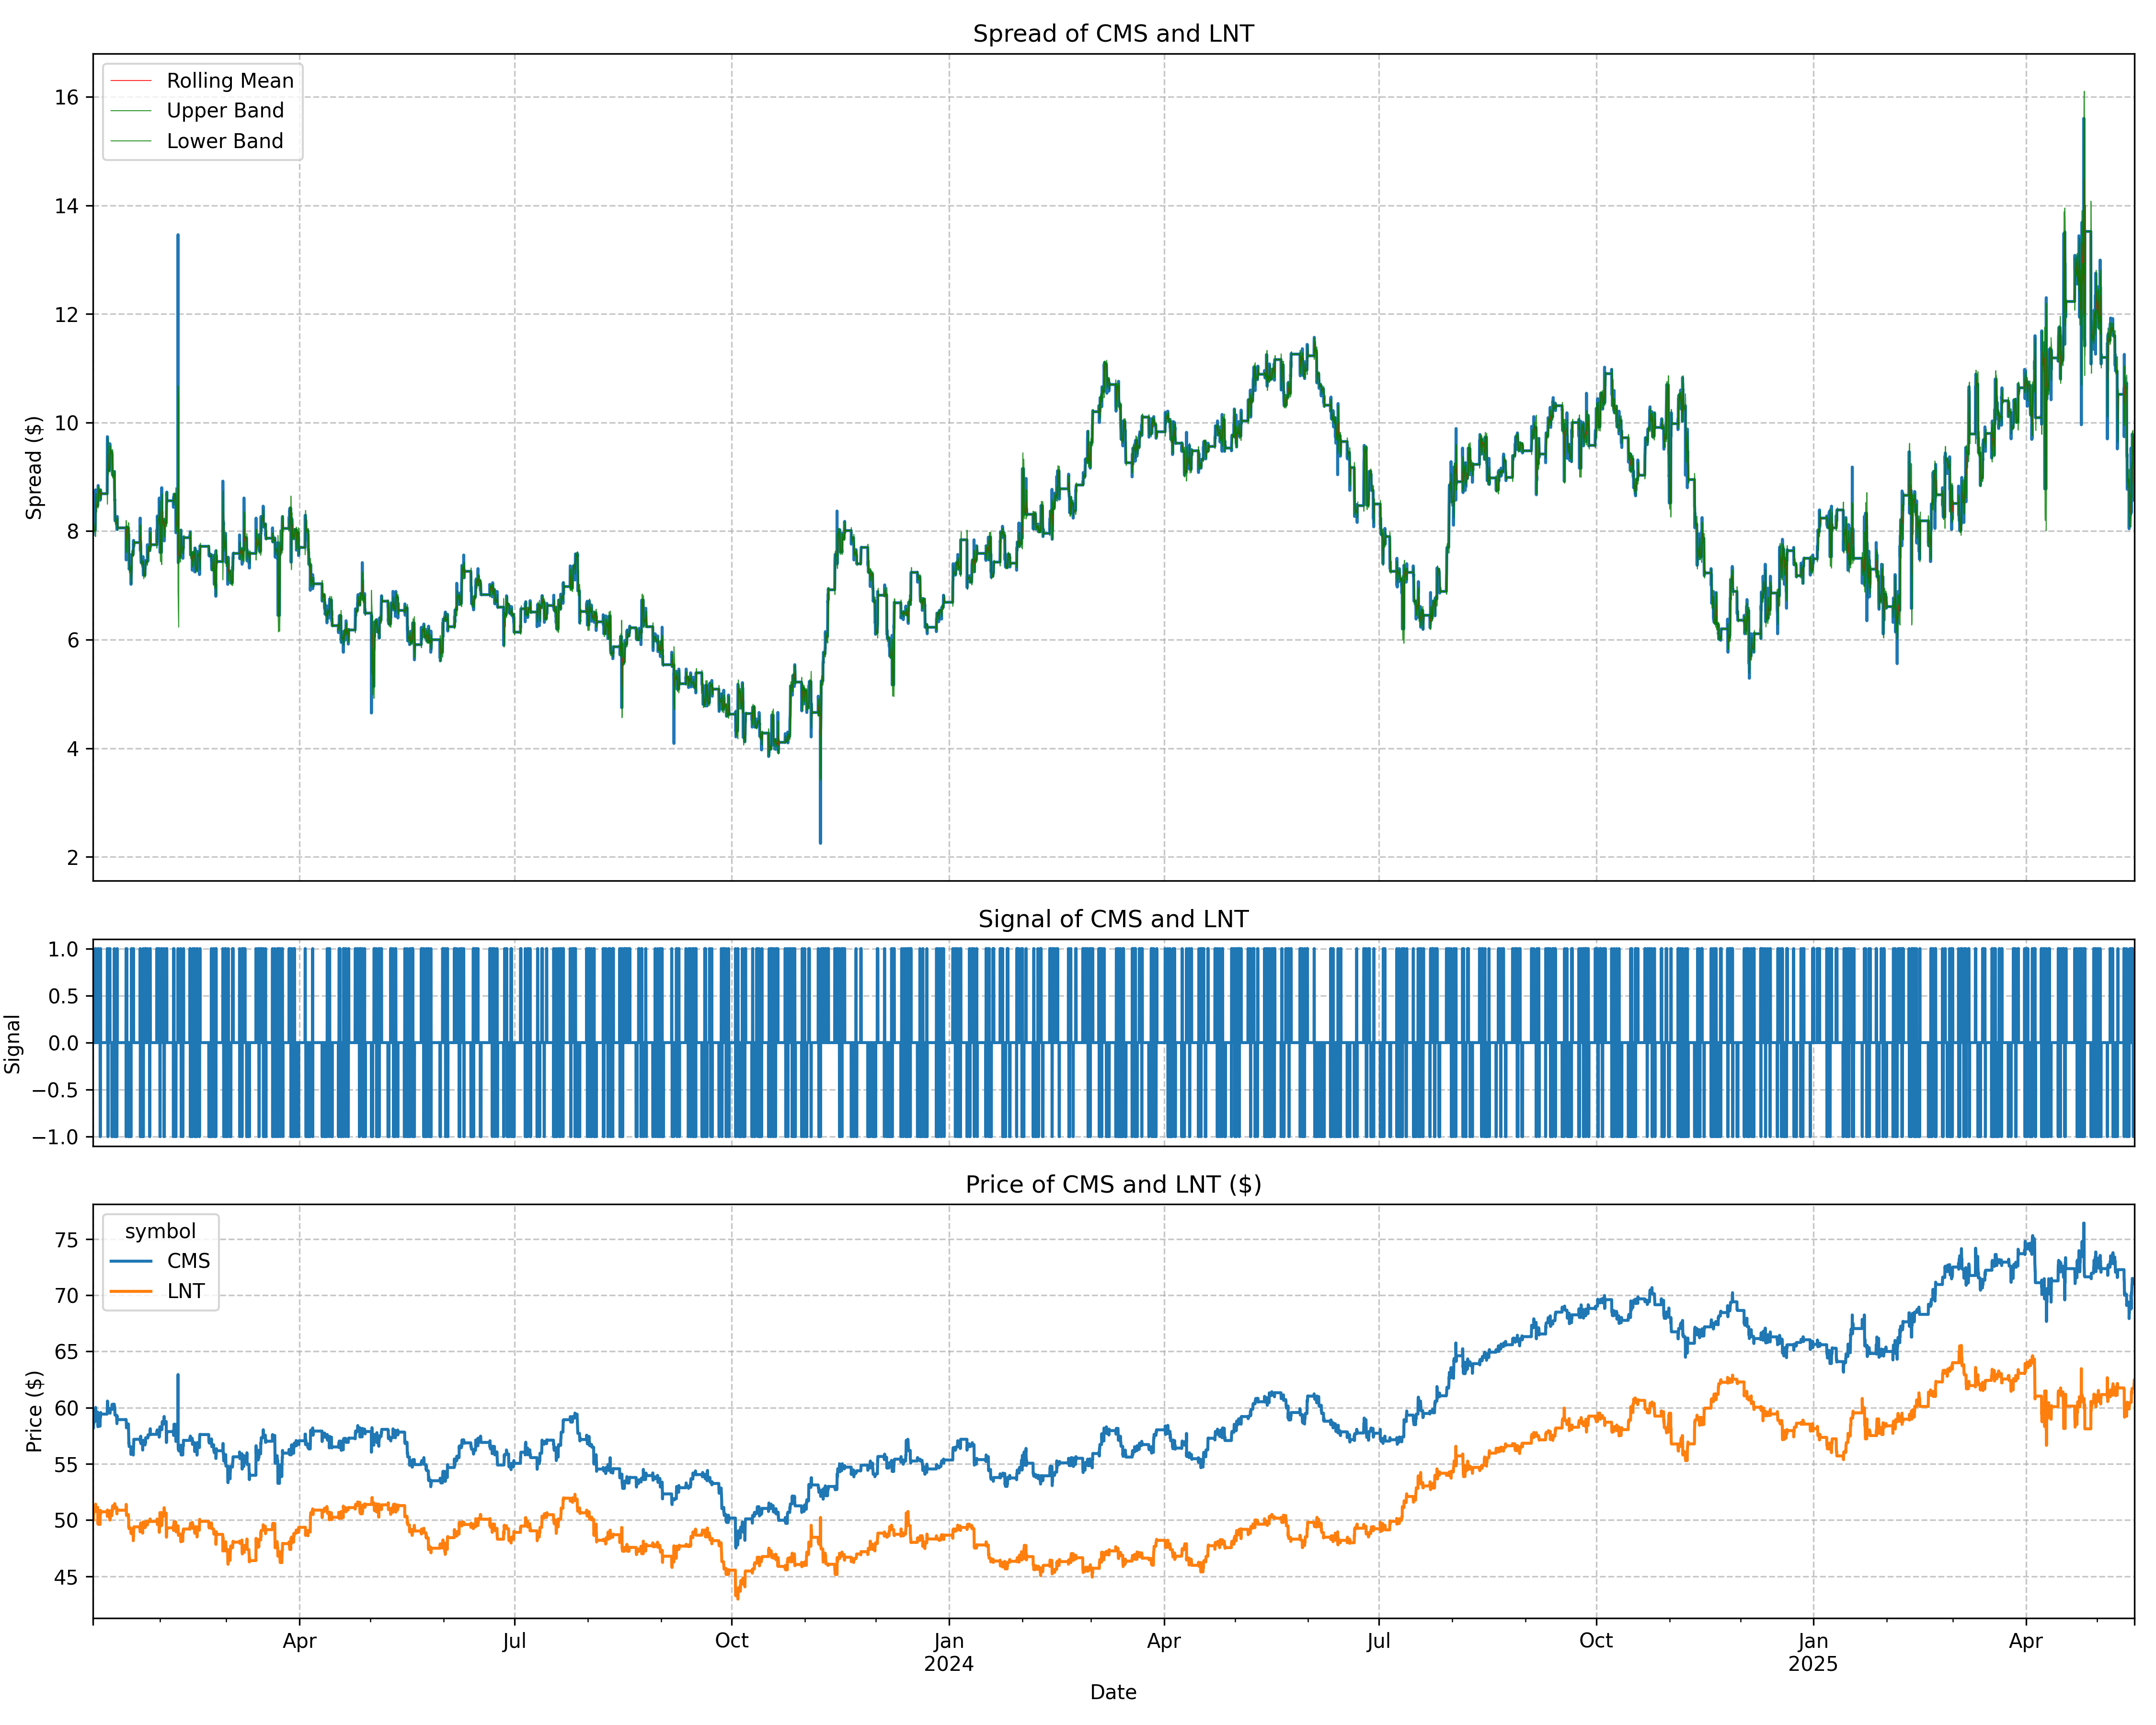 Spread of CMS and LNT
Rolling Mean
Upper Band
Lower Band
16
14
12
10
8
6
4
2
Spread ($)
Signal of CMS and LNT
1.0
0.5
0.0
−0.5
−1.0
Signal
Price of CMS and LNT ($)
symbol
CMS
LNT
75
70
65
60
55
50
45
Price ($)
Apr Jul Oct Jan Apr Jul Oct Jan Apr
2024 2025
Date